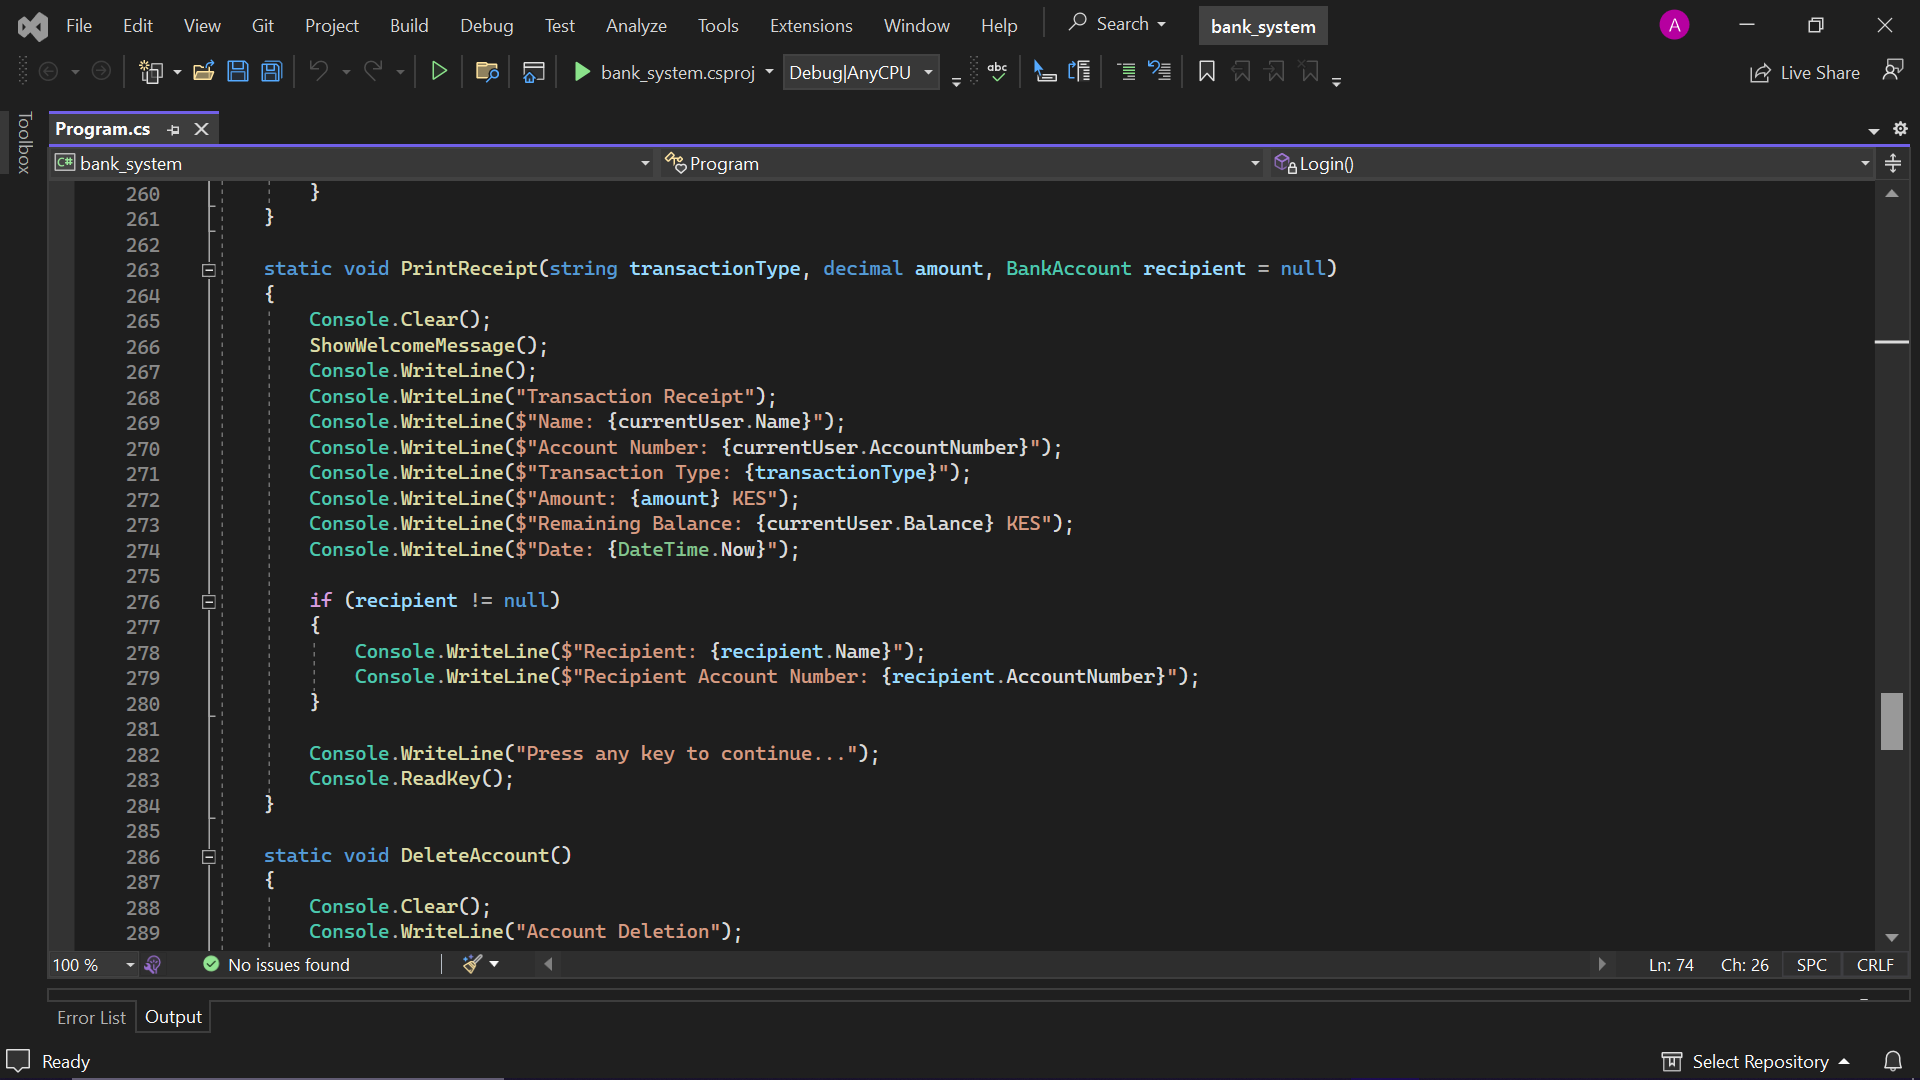 File Edit View Git Project Build Debug Test Analyze Tools Extensions Window Help Search bank_system A
bank_system.csproj Debug|AnyCPU abc Live Share
Toolbox
Program.cs
C# bank_system Program Login()
260 }
261 }
262
263 static void PrintReceipt(string transactionType, decimal amount, BankAccount recipient = null)
264 {
265 Console.Clear();
266 ShowWelcomeMessage();
267 Console.WriteLine();
268 Console.WriteLine("Transaction Receipt");
269 Console.WriteLine($"Name: {currentUser.Name}");
270 Console.WriteLine($"Account Number: {currentUser.AccountNumber}");
271 Console.WriteLine($"Transaction Type: {transactionType}");
272 Console.WriteLine($"Amount: {amount} KES");
273 Console.WriteLine($"Remaining Balance: {currentUser.Balance} KES");
274 Console.WriteLine($"Date: {DateTime.Now}");
275
276 if (recipient != null)
277 {
278 Console.WriteLine($"Recipient: {recipient.Name}");
279 Console.WriteLine($"Recipient Account Number: {recipient.AccountNumber}");
280 }
281
282 Console.WriteLine("Press any key to continue...");
283 Console.ReadKey();
284 }
285
286 static void DeleteAccount()
287 {
288 Console.Clear();
289 Console.WriteLine("Account Deletion");
100 % No issues found Ln: 74 Ch: 26 SPC CRLF
Error List Output
Ready Select Repository